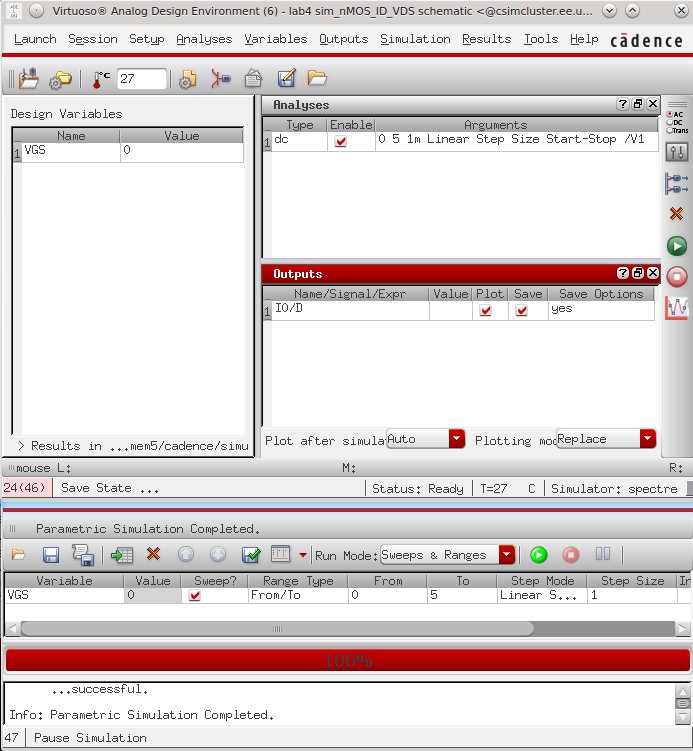 Virtuoso® Analog Design Environment (6) - lab4 sim_nMOS_ID_VDS schematic <@csimcluster.ee.u...
Launch Session Setup Analyses Variables Outputs Simulation Results Tools Help cādence
°C 27
Design Variables
Name Value
1 VGS 0
> Results in ...mem5/cadence/simu
Analyses
Type Enable Arguments
1 dc 0 5 1m Linear Step Size Start-Stop /V1
AC
DC
Trans
Outputs
Name/Signal/Expr Value Plot Save Save Options
1 I0/D yes
Plot after simulat Auto Plotting mod Replace
mouse L: M: R:
24(46) Save State ... Status: Ready T=27 C Simulator: spectre
Parametric Simulation Completed.
Run Mode: Sweeps & Ranges
Variable Value Sweep? Range Type From To Step Mode Step Size In
VGS 0 From/To 0 5 Linear S... 1
100%
...successful.
Info: Parametric Simulation Completed.
47 Pause Simulation